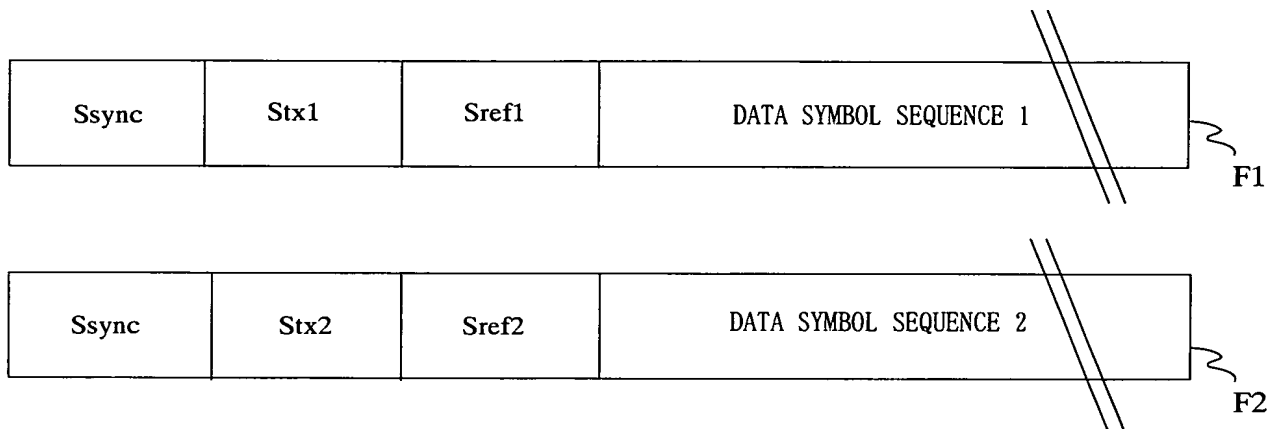 Ssync Stx1 Sref1 DATA SYMBOL SEQUENCE 1
F1
Ssync Stx2 Sref2 DATA SYMBOL SEQUENCE 2
F2